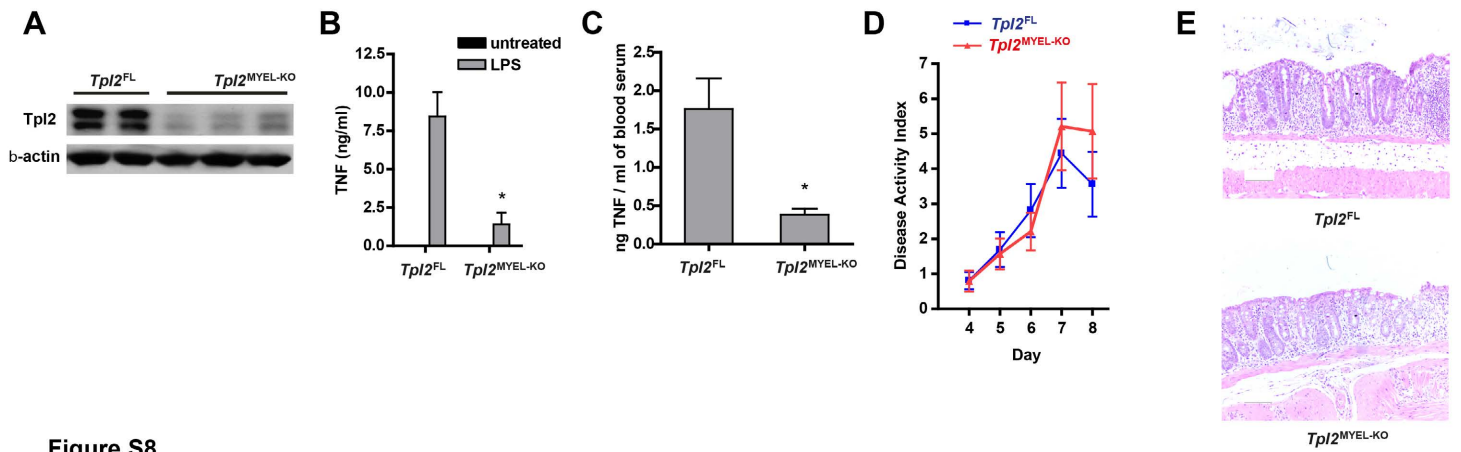 A
Tpl2FL
Tpl2MYEL-KO
Tpl2
b-actin
B
untreated
LPS
TNF (ng/ml)
12.5
10.0
7.5
5.0
2.5
0.0
*
Tpl2FL
Tpl2MYEL-KO
C
ng TNF / ml of blood serum
2.5
2.0
1.5
1.0
0.5
0.0
*
Tpl2FL
Tpl2MYEL-KO
D
Tpl2FL
Tpl2MYEL-KO
Disease Activity Index
7
6
5
4
3
2
1
0
4 5 6 7 8
Day
E
Tpl2FL
Tpl2MYEL-KO
Figure S8